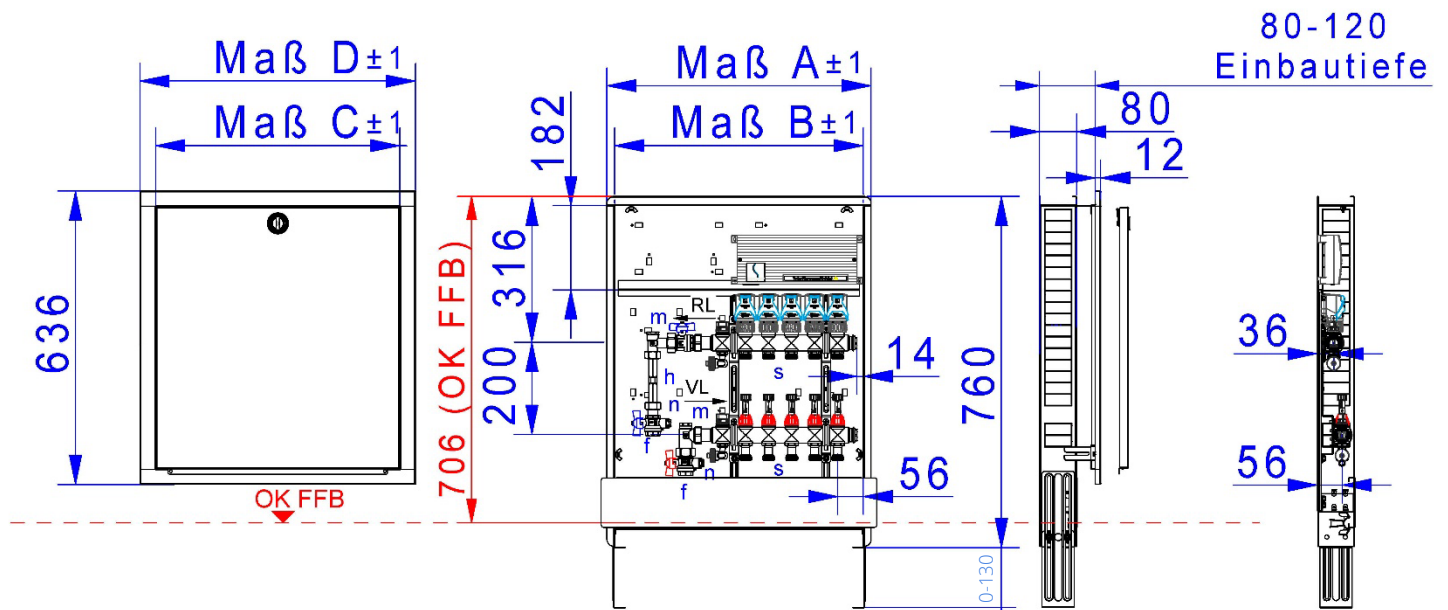 Maß D±1
Maß C±1
636
OK FFB
706 (OK FFB)
Maß A±1
Maß B±1
182
316
200
RL
m
h
s
VL
n
m
f
n
s
f
14
56
760
0-130
80-120
Einbautiefe
80
12
36
56